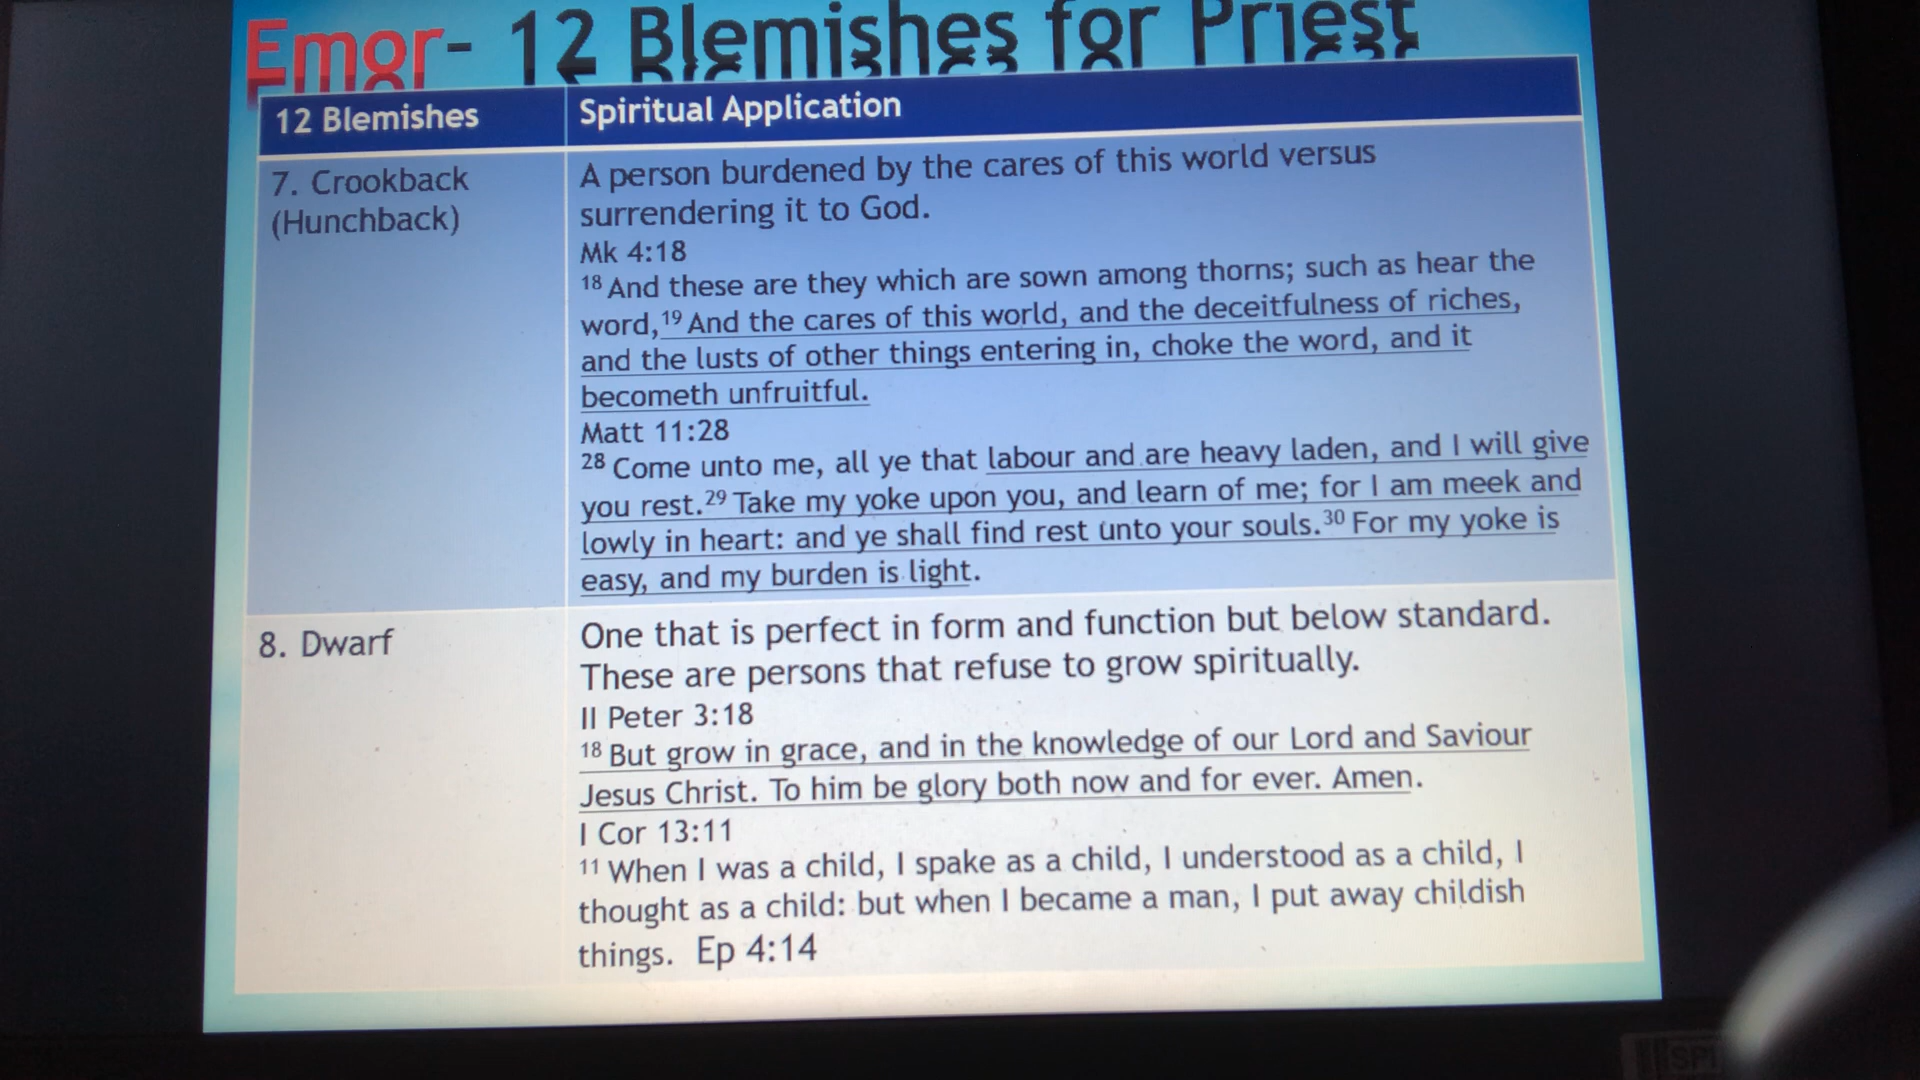 Emor- 12 Blemishes for Priest
12 Blemishes
Spiritual Application
7. Crookback
(Hunchback)
A person burdened by the cares of this world versus
surrendering it to God.
Mk 4:18
18 And these are they which are sown among thorns; such as hear the
word,19 And the cares of this world, and the deceitfulness of riches,
and the lusts of other things entering in, choke the word, and it
becometh unfruitful.
Matt 11:28
28 Come unto me, all ye that labour and are heavy laden, and I will give
you rest.29 Take my yoke upon you, and learn of me; for I am meek and
lowly in heart: and ye shall find rest unto your souls.30 For my yoke is
easy, and my burden is light.
8. Dwarf
One that is perfect in form and function but below standard.
These are persons that refuse to grow spiritually.
II Peter 3:18
18 But grow in grace, and in the knowledge of our Lord and Saviour
Jesus Christ. To him be glory both now and for ever. Amen.
I Cor 13:11
11 When I was a child, I spake as a child, I understood as a child, I
thought as a child: but when I became a man, I put away childish
things. Ep 4:14